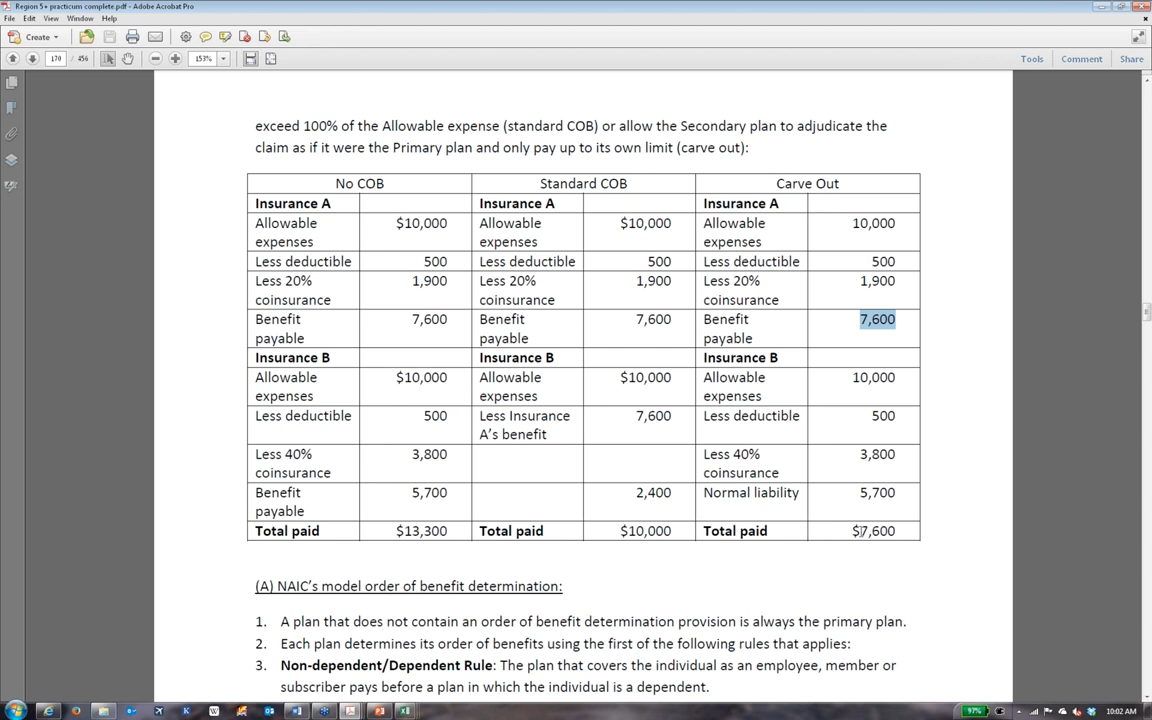 Region 5+ practicum complete.pdf - Adobe Acrobat Pro
File Edit View Window Help
Create
170 / 456 153% Tools Comment Share
exceed 100% of the Allowable expense (standard COB) or allow the Secondary plan to adjudicate the
claim as if it were the Primary plan and only pay up to its own limit (carve out):
No COB Standard COB Carve Out
Insurance A Insurance A Insurance A
Allowable $10,000 Allowable $10,000 Allowable 10,000
expenses expenses expenses
Less deductible 500 Less deductible 500 Less deductible 500
Less 20% 1,900 Less 20% 1,900 Less 20% 1,900
coinsurance coinsurance coinsurance
Benefit 7,600 Benefit 7,600 Benefit 7,600
payable payable payable
Insurance B Insurance B Insurance B
Allowable $10,000 Allowable $10,000 Allowable 10,000
expenses expenses expenses
Less deductible 500 Less Insurance 7,600 Less deductible 500
A's benefit
Less 40% 3,800 Less 40% 3,800
coinsurance coinsurance
Benefit 5,700 2,400 Normal liability 5,700
payable
Total paid $13,300 Total paid $10,000 Total paid $7,600
(A) NAIC's model order of benefit determination:
1. A plan that does not contain an order of benefit determination provision is always the primary plan.
2. Each plan determines its order of benefits using the first of the following rules that applies:
3. Non-dependent/Dependent Rule: The plan that covers the individual as an employee, member or
subscriber pays before a plan in which the individual is a dependent.
97% 10:02 AM